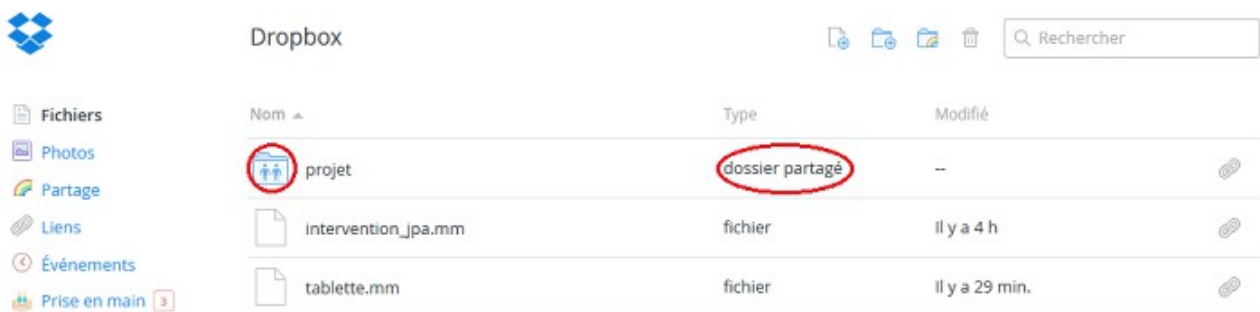 Dropbox
Rechercher
Fichiers
Photos
Partage
Liens
Événements
Prise en main 3
Nom Type Modifié
projet dossier partagé --
intervention_jpa.mm fichier Il y a 4 h
tablette.mm fichier Il y a 29 min.